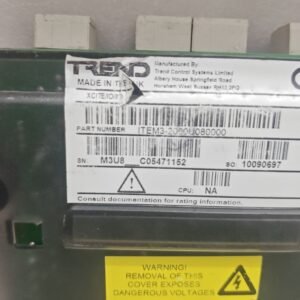 TREND
Manufactured By:
Trend Control Systems Limited
Albery House Springfield Road
Horsham West Sussex RH12 2PQ
MADE IN THE UK
PART NUMBER
SN: M3U8 C05471152 SO: 10090697
CPU: NA
Consult documentation for rating information.
WARNING!
REMOVAL OF THIS
COVER EXPOSES
DANGEROUS VOLTAGES